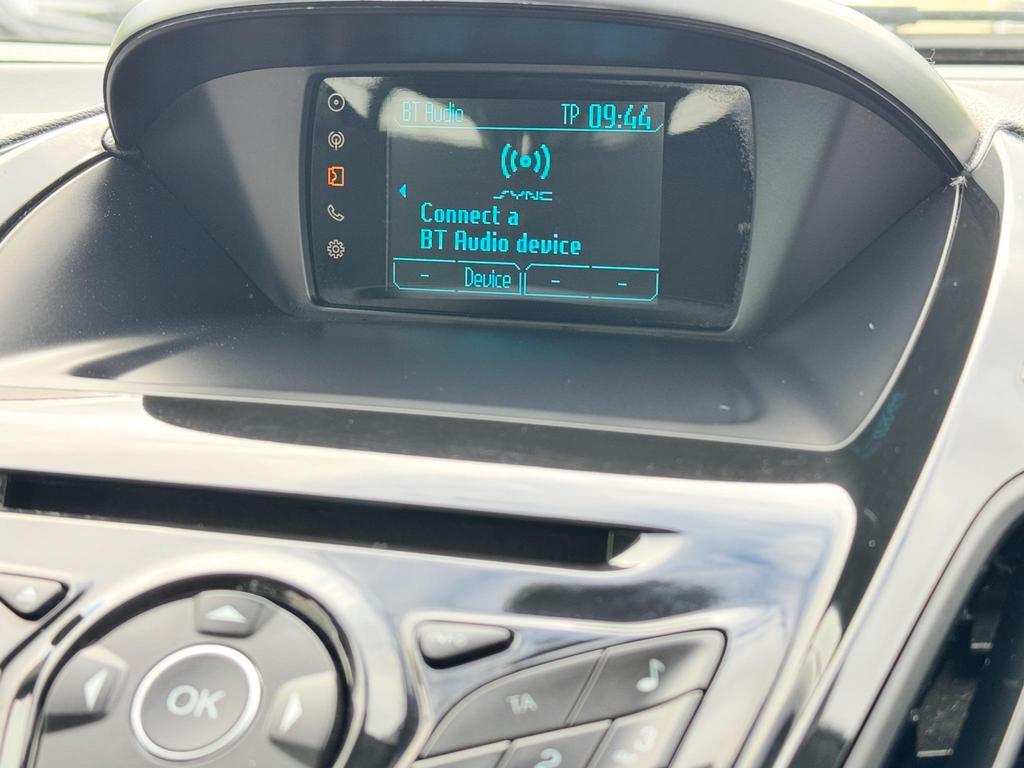 BT Audio TP 09:44
SYNC
Connect a
BT Audio device
- Device - -
OK
TA
2
3